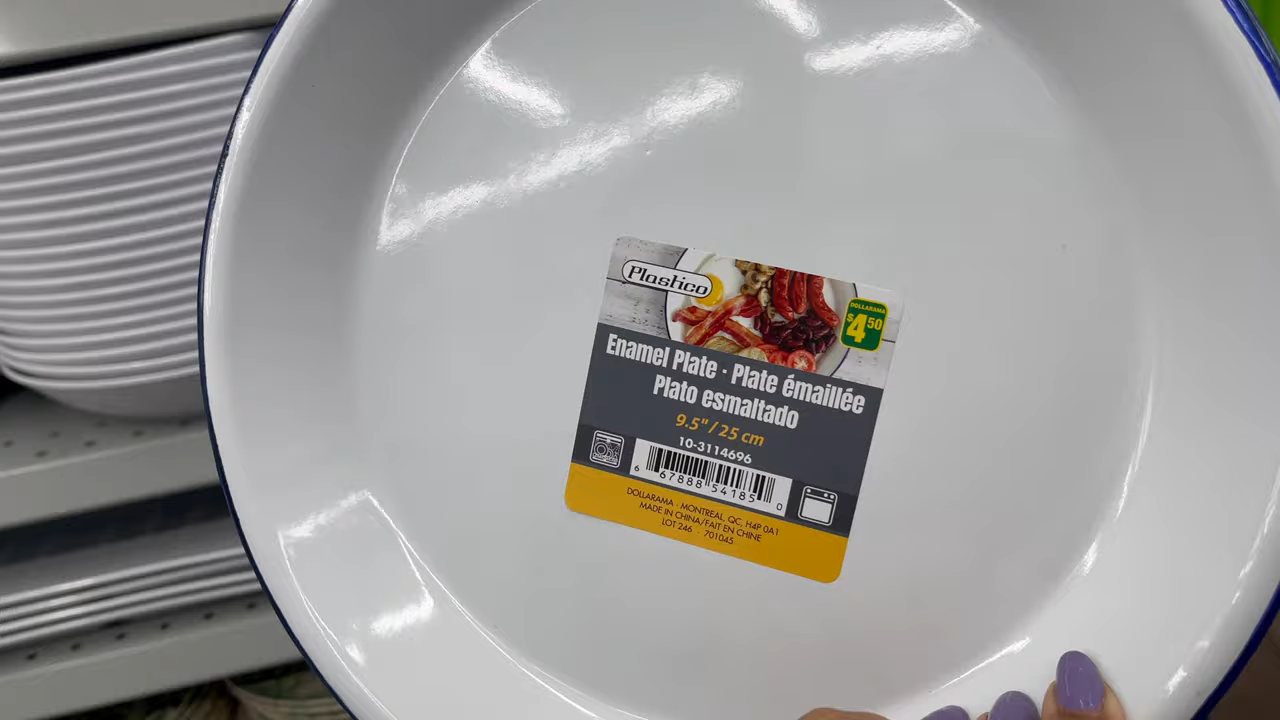 Plastico
DOLLARAMA
$4.50
Enamel Plate · Plate émaillée
Plato esmaltado
9.5" / 25 cm
10-3114696
6 67888 54185 0
DOLLARAMA · MONTREAL, QC, H4P 0A1
MADE IN CHINA/FAIT EN CHINE
LOT 246 701045